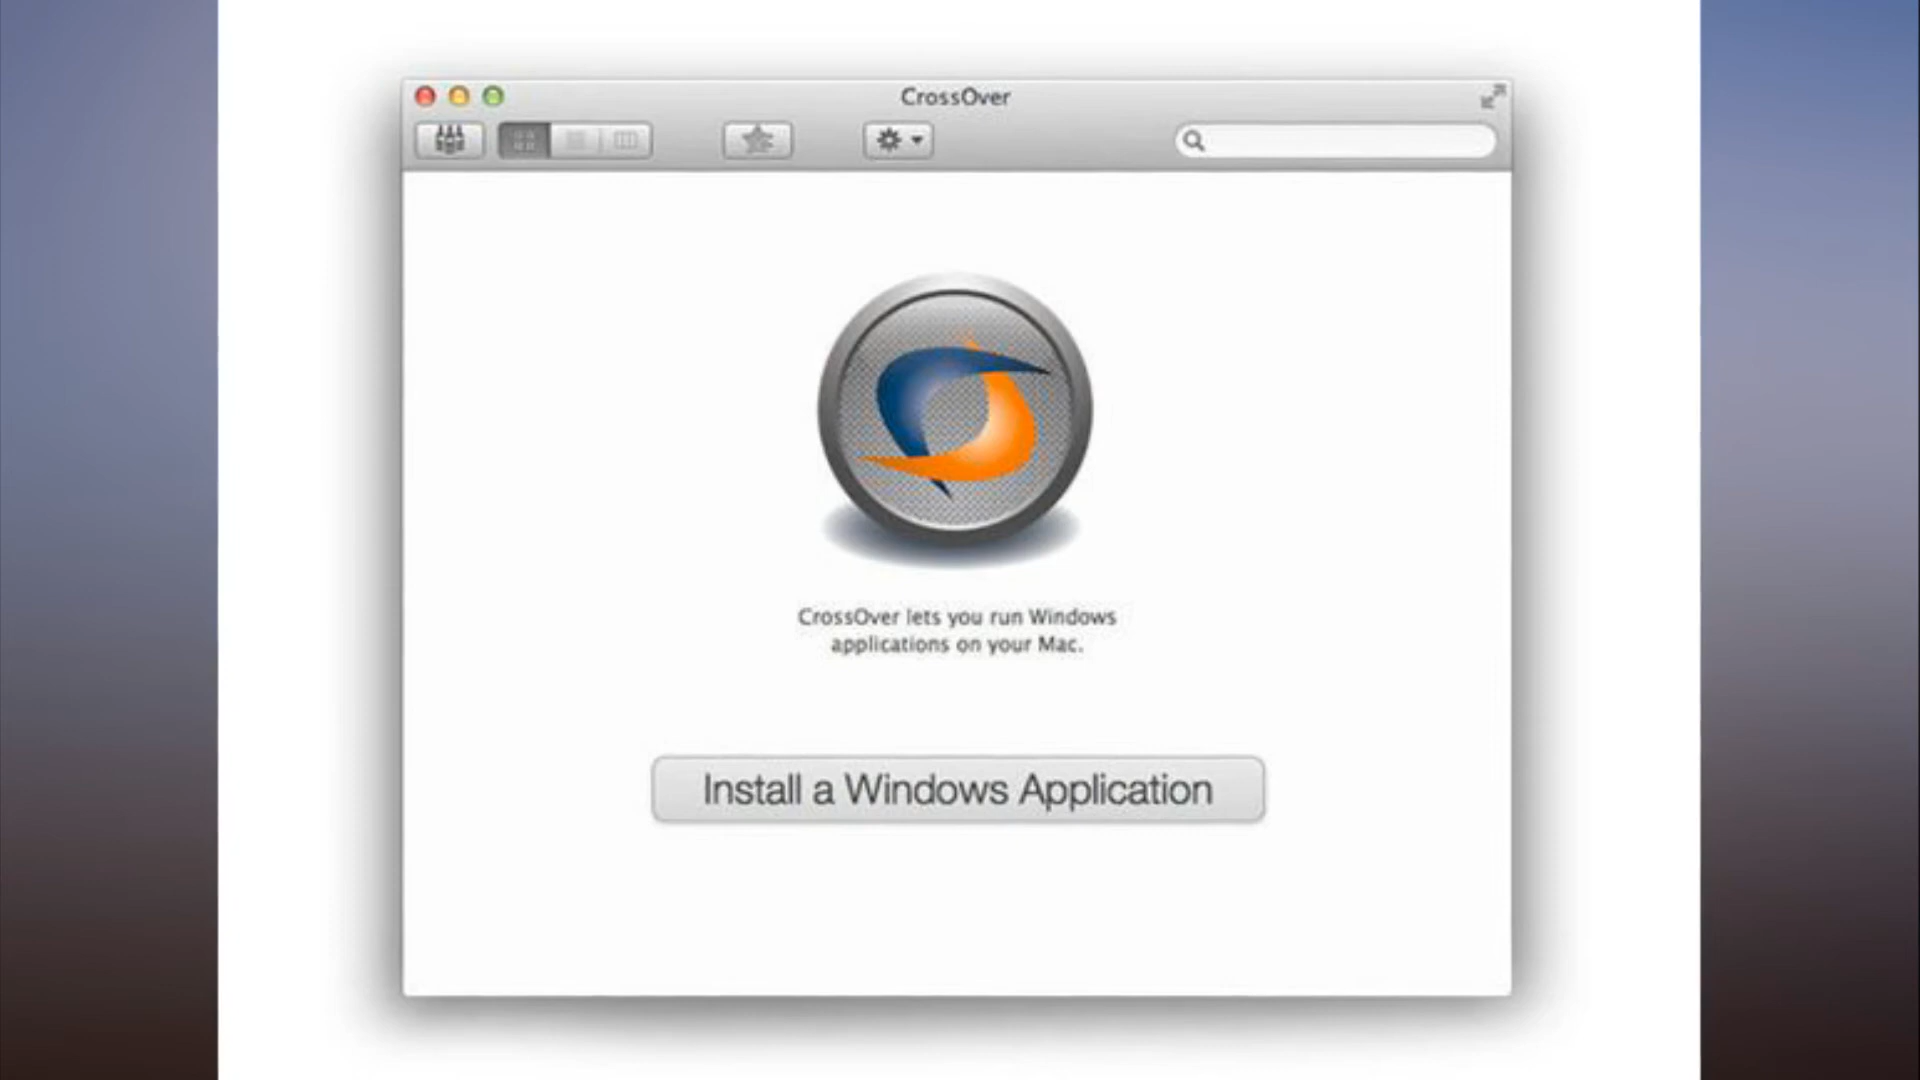 CrossOver
CrossOver lets you run Windows
applications on your Mac.
Install a Windows Application